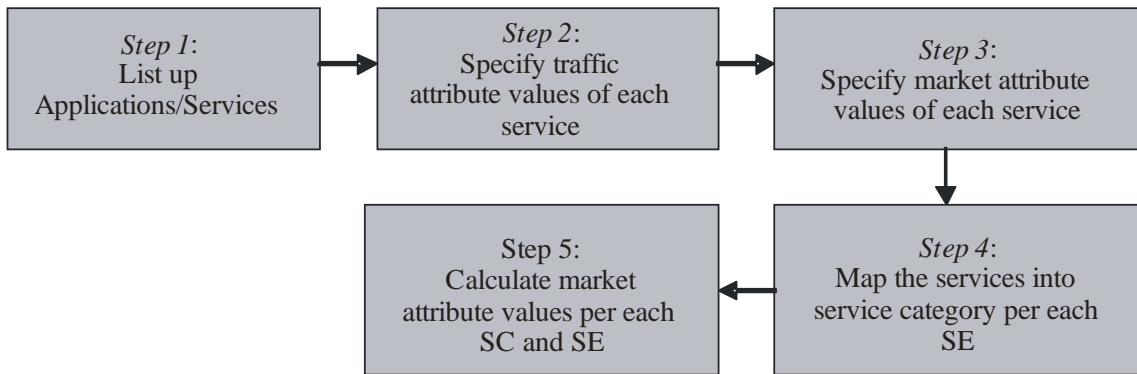 Step 1:
List up
Applications/Services
Step 2:
Specify traffic
attribute values of each
service
Step 3:
Specify market attribute
values of each service
Step 4:
Map the services into
service category per each
SE
Step 5:
Calculate market
attribute values per each
SC and SE